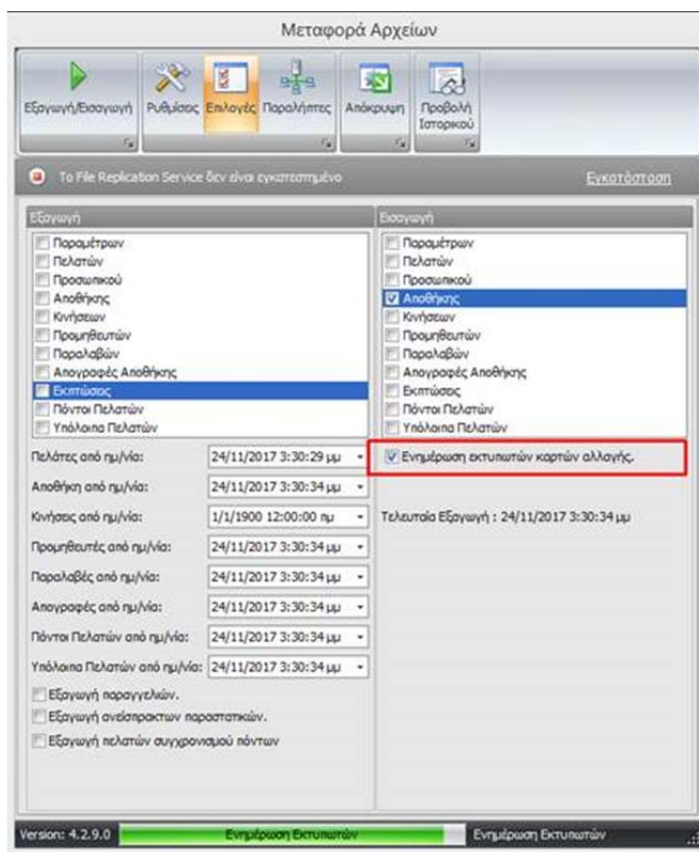 Μεταφορά Αρχείων
Εξαγωγή/Εισαγωγή
Ρυθμίσεις
Επιλογές
Παραλήπτες
Απόκρυψη
Προβολή
Ιστορικού
Το File Replication Service δεν είναι εγκατεστημένο
Εγκατάσταση
Εξαγωγή
Παραμέτρων
Πελατών
Προσωπικού
Αποθήκης
Κινήσεων
Προμηθευτών
Παραλαβών
Απογραφές Αποθήκης
Εκπτώσεις
Πόντοι Πελατών
Υπόλοιπα Πελατών
Πελάτες από ημ/νία: 24/11/2017 3:30:29 μμ
Αποθήκη από ημ/νία: 24/11/2017 3:30:34 μμ
Κινήσεις από ημ/νία: 1/1/1900 12:00:00 πμ
Προμηθευτές από ημ/νία: 24/11/2017 3:30:34 μμ
Παραλαβές από ημ/νία: 24/11/2017 3:30:34 μμ
Απογραφές από ημ/νία: 24/11/2017 3:30:34 μμ
Πόντοι Πελατών από ημ/νία: 24/11/2017 3:30:34 μμ
Υπόλοιπα Πελατών από ημ/νία: 24/11/2017 3:30:34 μμ
Εξαγωγή παραγγελιών.
Εξαγωγή ανείσπρακτων παραστατικών.
Εξαγωγή πελατών συγχρονισμού πόντων
Εισαγωγή
Παραμέτρων
Πελατών
Προσωπικού
Αποθήκης
Κινήσεων
Προμηθευτών
Παραλαβών
Απογραφές Αποθήκης
Εκπτώσεις
Πόντοι Πελατών
Υπόλοιπα Πελατών
Ενημέρωση εκτυπωτών καρτών αλλαγής.
Τελευταία Εξαγωγή : 24/11/2017 3:30:34 μμ
Version: 4.2.9.0
Ενημέρωση Εκτυπωτών
Ενημέρωση Εκτυπωτών